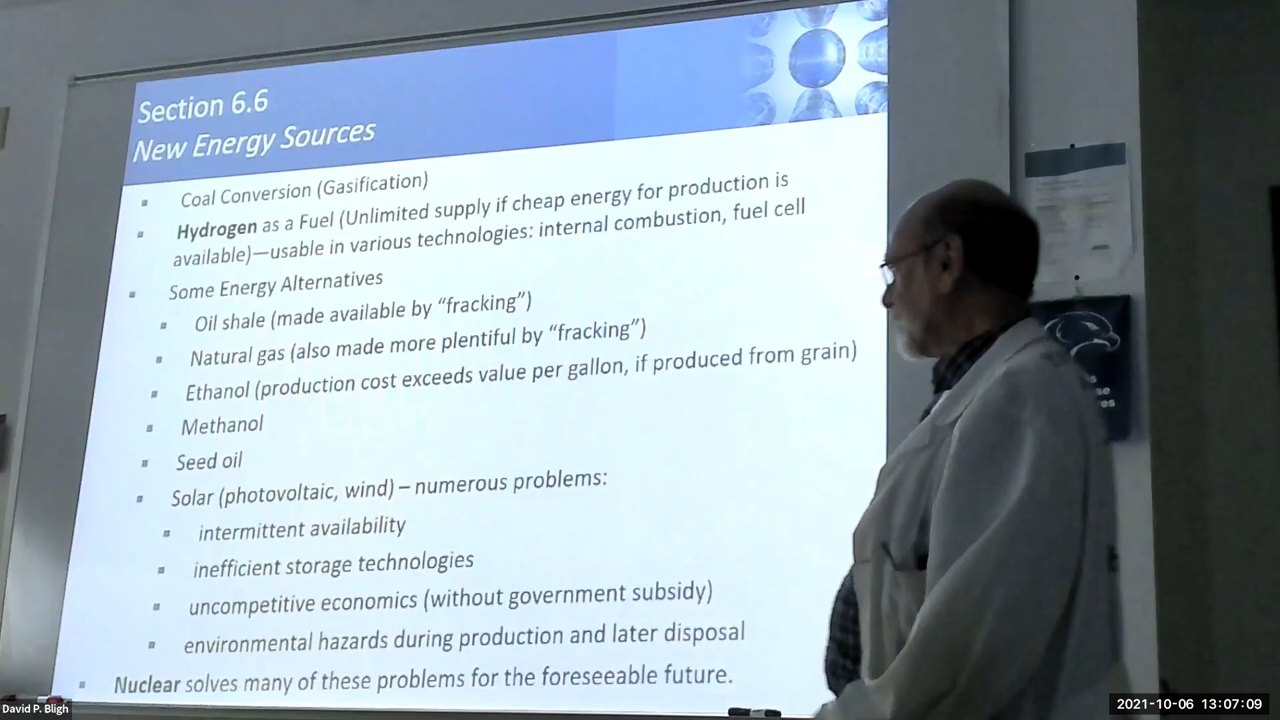 Section 6.6
New Energy Sources
Coal Conversion (Gasification)
Hydrogen as a Fuel (Unlimited supply if cheap energy for production is
available)—usable in various technologies: internal combustion, fuel cell
Some Energy Alternatives
Oil shale (made available by “fracking”)
Natural gas (also made more plentiful by “fracking”)
Ethanol (production cost exceeds value per gallon, if produced from grain)
Methanol
Seed oil
Solar (photovoltaic, wind) – numerous problems:
intermittent availability
inefficient storage technologies
uncompetitive economics (without government subsidy)
environmental hazards during production and later disposal
Nuclear solves many of these problems for the foreseeable future.
David P. Bligh
2021-10-06 13:07:09